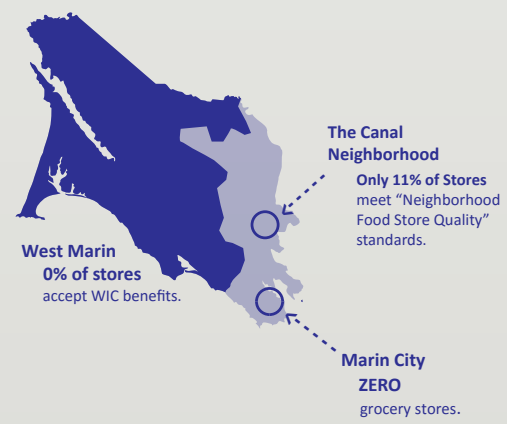 The Canal
Neighborhood
Only 11% of Stores
meet “Neighborhood
Food Store Quality”
standards.
West Marin
0% of stores
accept WIC benefits.
Marin City
ZERO
grocery stores.